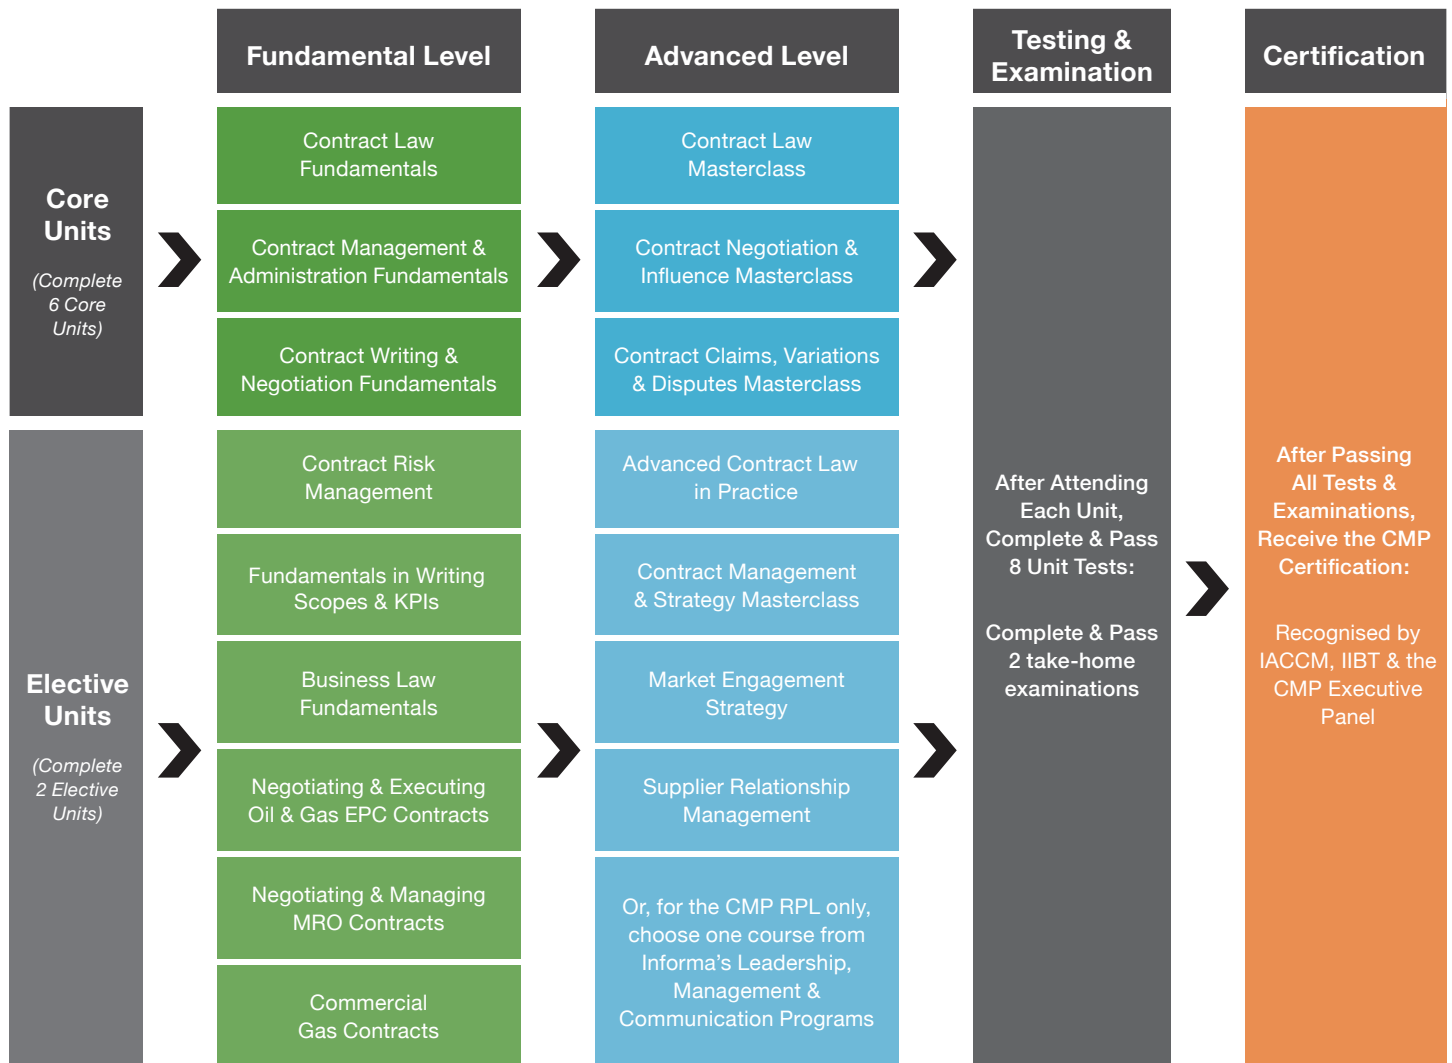 Fundamental Level
Advanced Level
Testing &
Examination
Certification
Core
Units
(Complete
6 Core
Units)
Contract Law
Fundamentals
Contract Management &
Administration Fundamentals
Contract Writing &
Negotiation Fundamentals
Contract Law
Masterclass
Contract Negotiation &
Influence Masterclass
Contract Claims, Variations
& Disputes Masterclass
Elective
Units
(Complete
2 Elective
Units)
Contract Risk
Management
Fundamentals in Writing
Scopes & KPIs
Business Law
Fundamentals
Negotiating & Executing
Oil & Gas EPC Contracts
Negotiating & Managing
MRO Contracts
Commercial
Gas Contracts
Advanced Contract Law
in Practice
Contract Management
& Strategy Masterclass
Market Engagement
Strategy
Supplier Relationship
Management
Or, for the CMP RPL only,
choose one course from
Informa's Leadership,
Management &
Communication Programs
After Attending
Each Unit,
Complete & Pass
8 Unit Tests:
Complete & Pass
2 take-home
examinations
After Passing
All Tests &
Examinations,
Receive the CMP
Certification:
Recognised by
IACCM, IIBT & the
CMP Executive
Panel